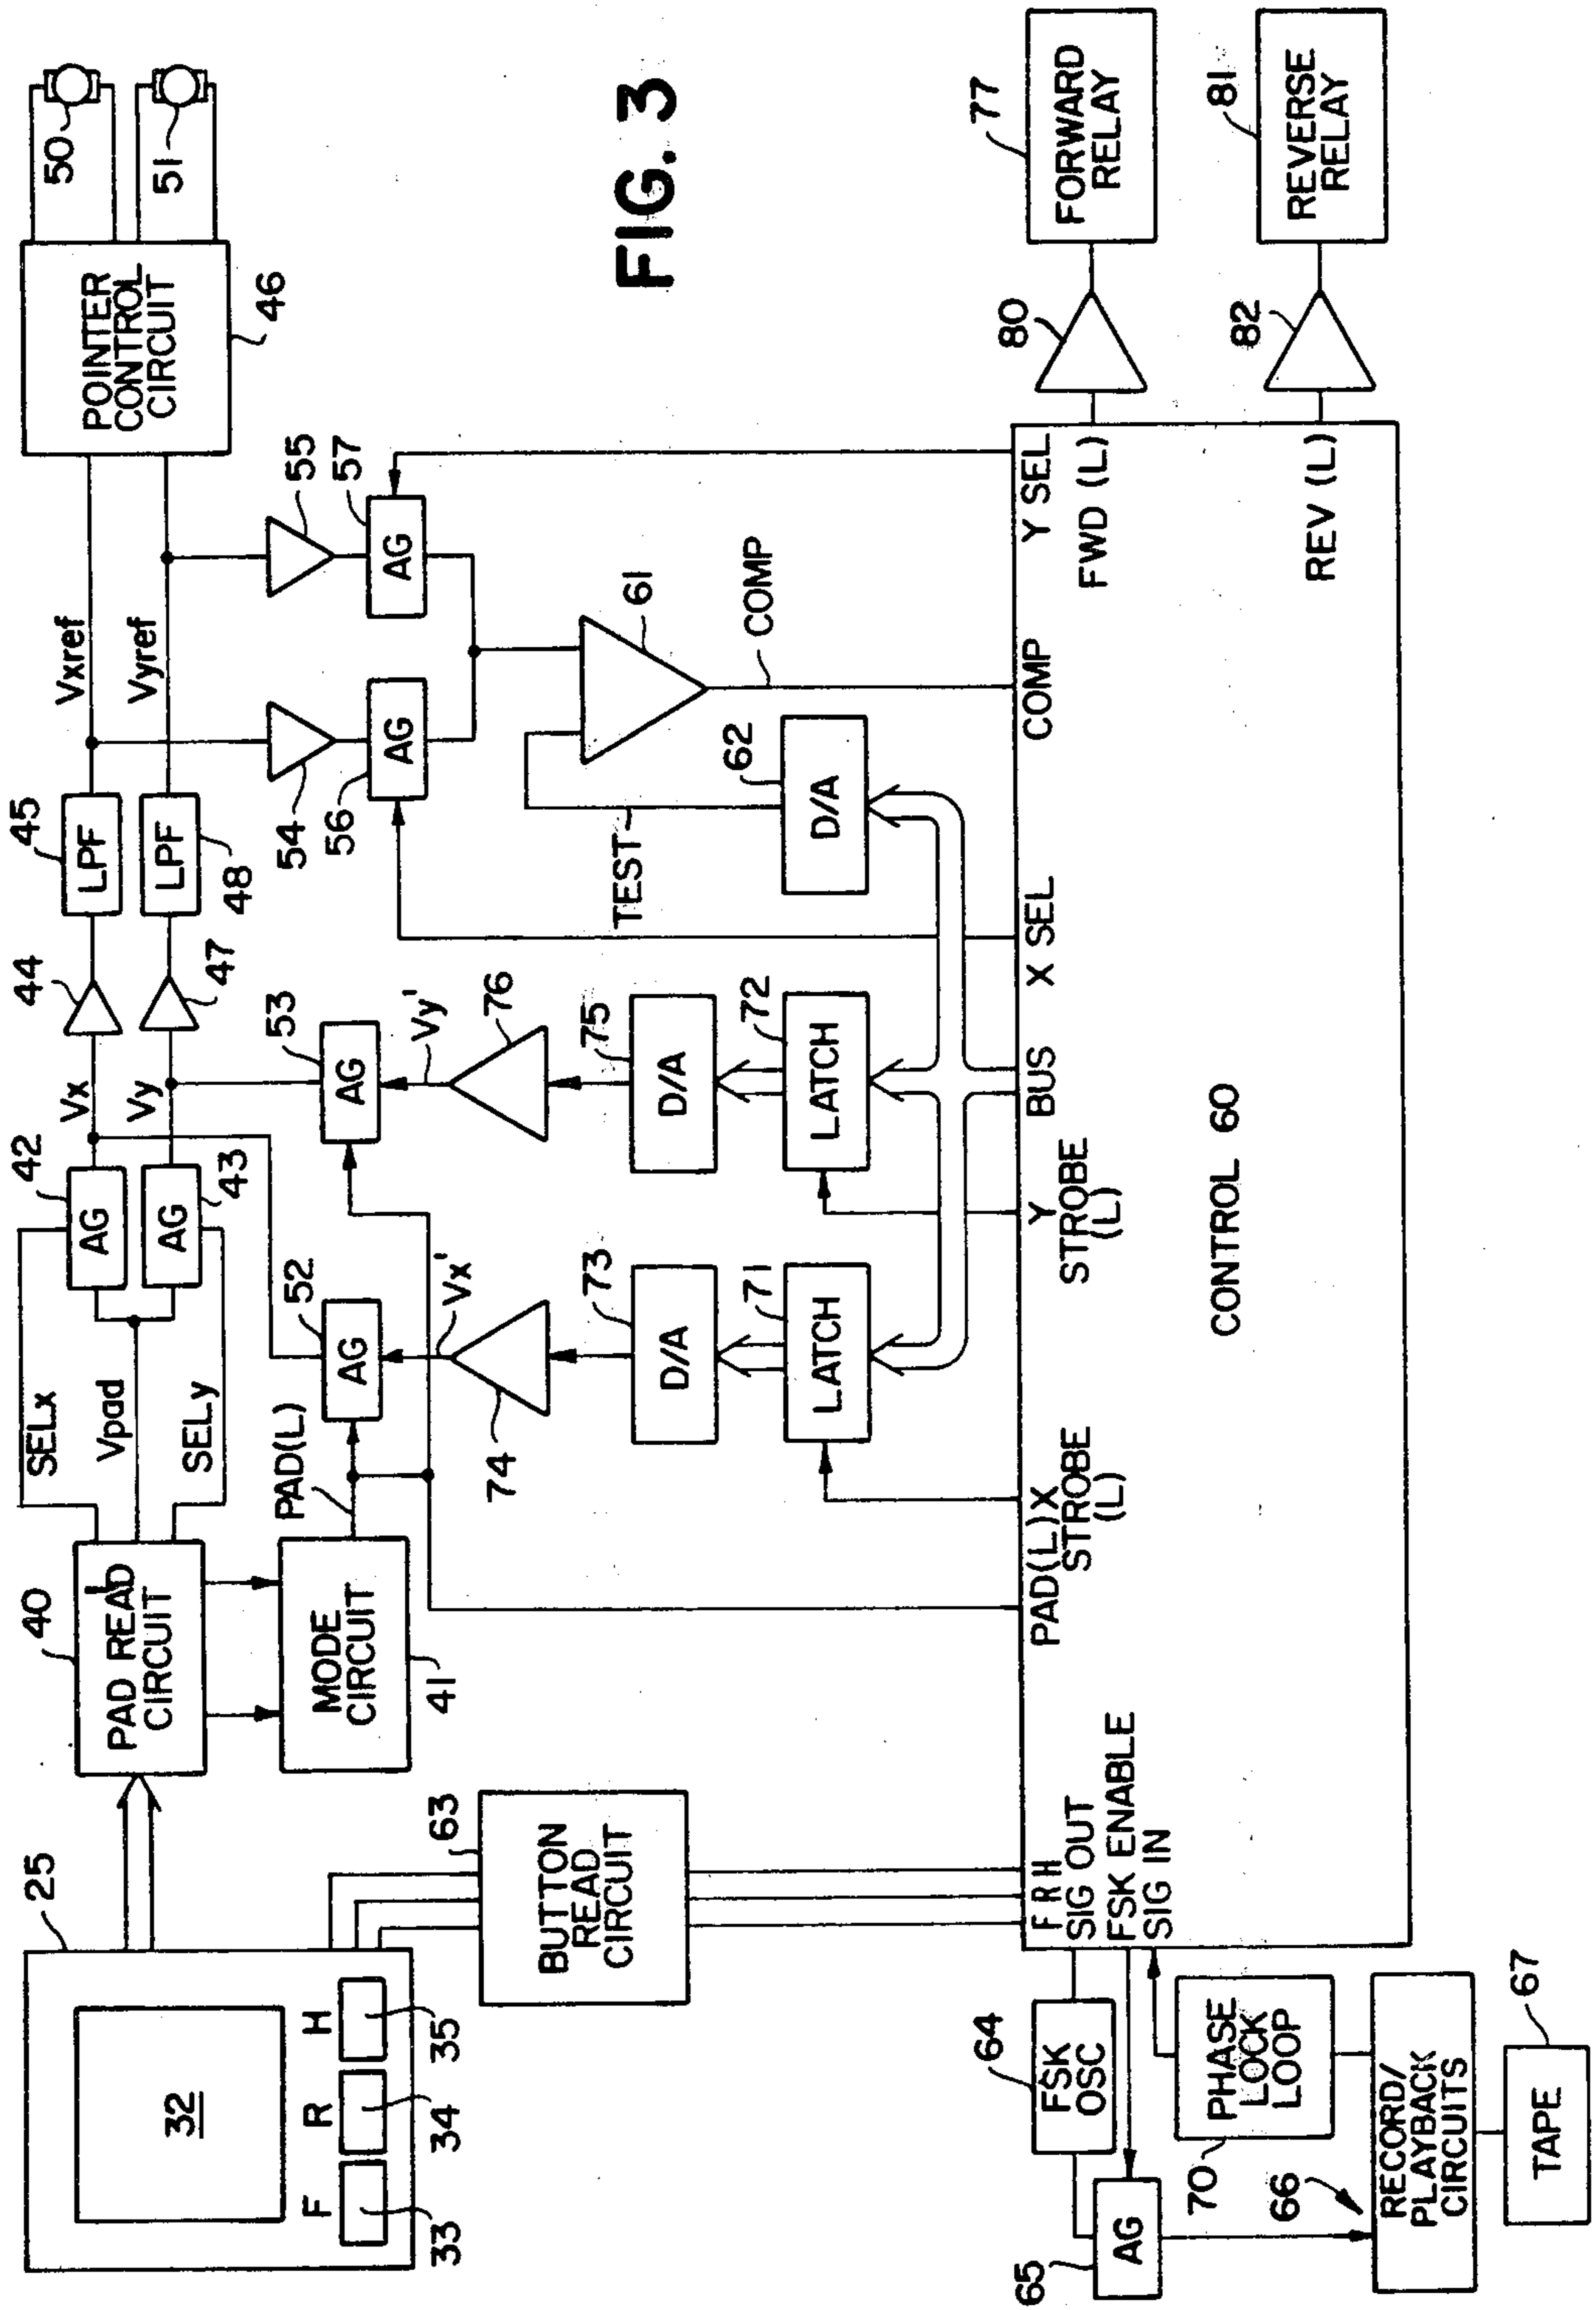 FIG. 3
25
32
F
R
H
33
34
35
40
PAD READ
CIRCUIT
SELx
Vpad
SELy
42
AG
AG
43
Vx
Vy
44
47
45
LPF
LPF
48
Vxref
Vyref
POINTER
CONTROL
CIRCUIT
46
50
51
MODE
CIRCUIT
41
PAD(L)
52
AG
53
AG
54
55
56
AG
57
AG
Vx'
Vy'
74
76
61
COMP
TEST
63
BUTTON
READ
CIRCUIT
73
D/A
75
D/A
62
D/A
71
LATCH
72
LATCH
F R H
SIG OUT
FSK ENABLE
SIG IN
PAD(L)
X
STROBE
(L)
Y
STROBE
(L)
BUS
X SEL
COMP
Y SEL
FWD (L)
REV (L)
CONTROL 60
80
77
FORWARD
RELAY
82
81
REVERSE
RELAY
64
FSK
OSC
65
AG
70
PHASE
LOCK
LOOP
66
RECORD/
PLAYBACK
CIRCUITS
67
TAPE